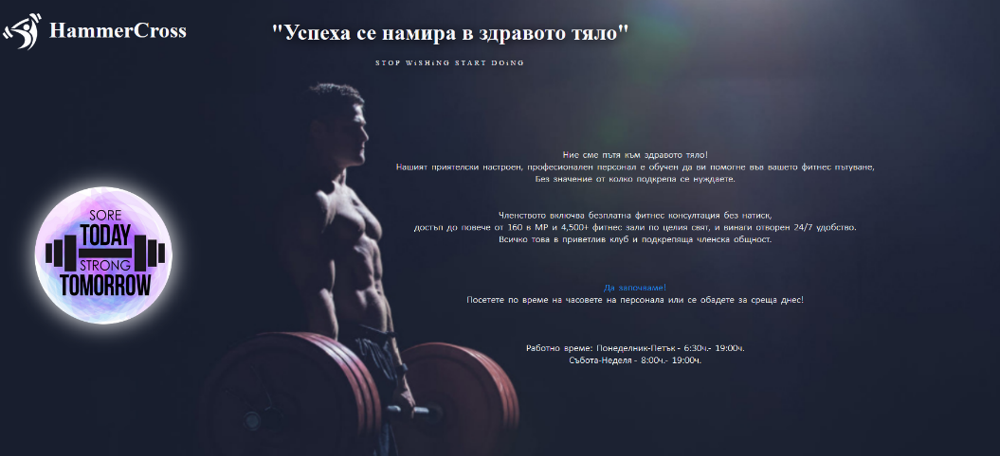 HammerCross
"Успеха се намира в здравото тяло"
STOP WiSHiNG START DOiNG
Ние сме пътя към здравото тяло!
Нашият приятелски настроен, професионален персонал е обучен да ви помогне във вашето фитнес пътуване,
Без значение от колко подкрепа се нуждаете.
Членството включва безплатна фитнес консултация без натиск,
достъп до повече от 160 в МР и 4,500+ фитнес зали по целия свят, и винаги отворен 24/7 удобство.
Всичко това в приветлив клуб и подкрепяща членска общност.
Да започваме!
Посетете по време на часовете на персонала или се обадете за среща днес!
Работно време: Понеделник-Петък - 6:30ч.- 19:00ч.
Събота-Неделя - 8:00ч.- 19:00ч.
SORE
TODAY
STRONG
TOMORROW